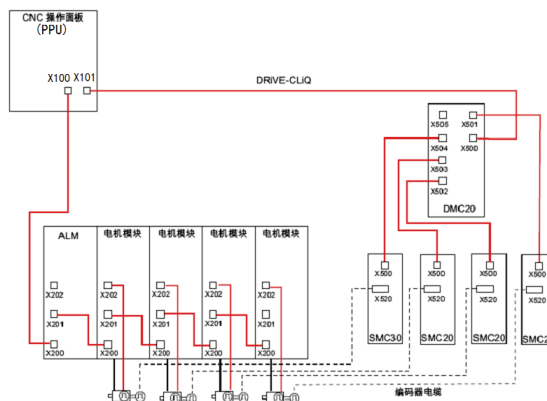 CNC 操作面板
(PPU)
X100 X101
DRiVE-CLiQ
X505 X501
X504 X500
X503
X502
DMC20
ALM 电机模块 电机模块 电机模块 电机模块
X202 X202 X202 X202 X202
X201 X201 X201 X201 X201
X200 X200 X200 X200 X200
X500 X500 X500 X500
X520 X520 X520 X520
SMC30 SMC20 SMC20
编码器电缆